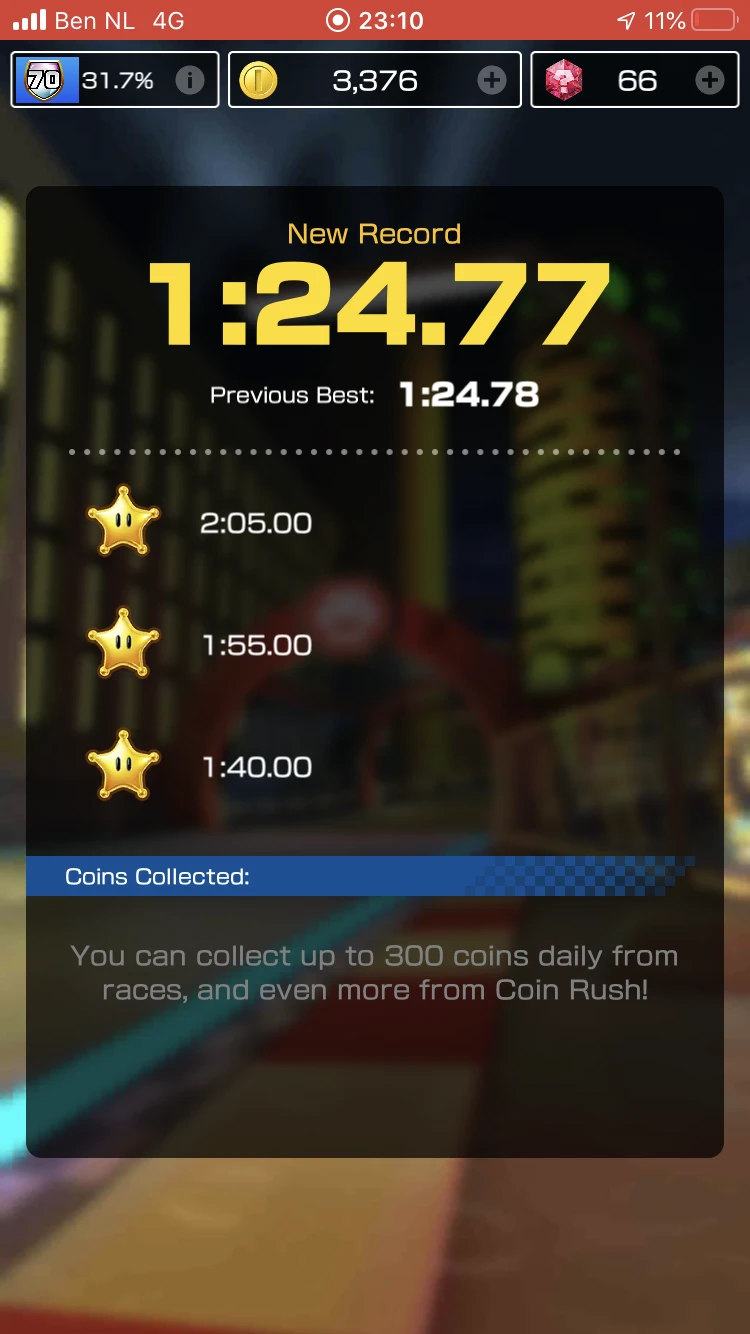 Ben NL 4G 23:10 11%
70 31.7% i 3,376 66
New Record
1:24.77
Previous Best: 1:24.78
2:05.00
1:55.00
1:40.00
Coins Collected:
You can collect up to 300 coins daily from
races, and even more from Coin Rush!